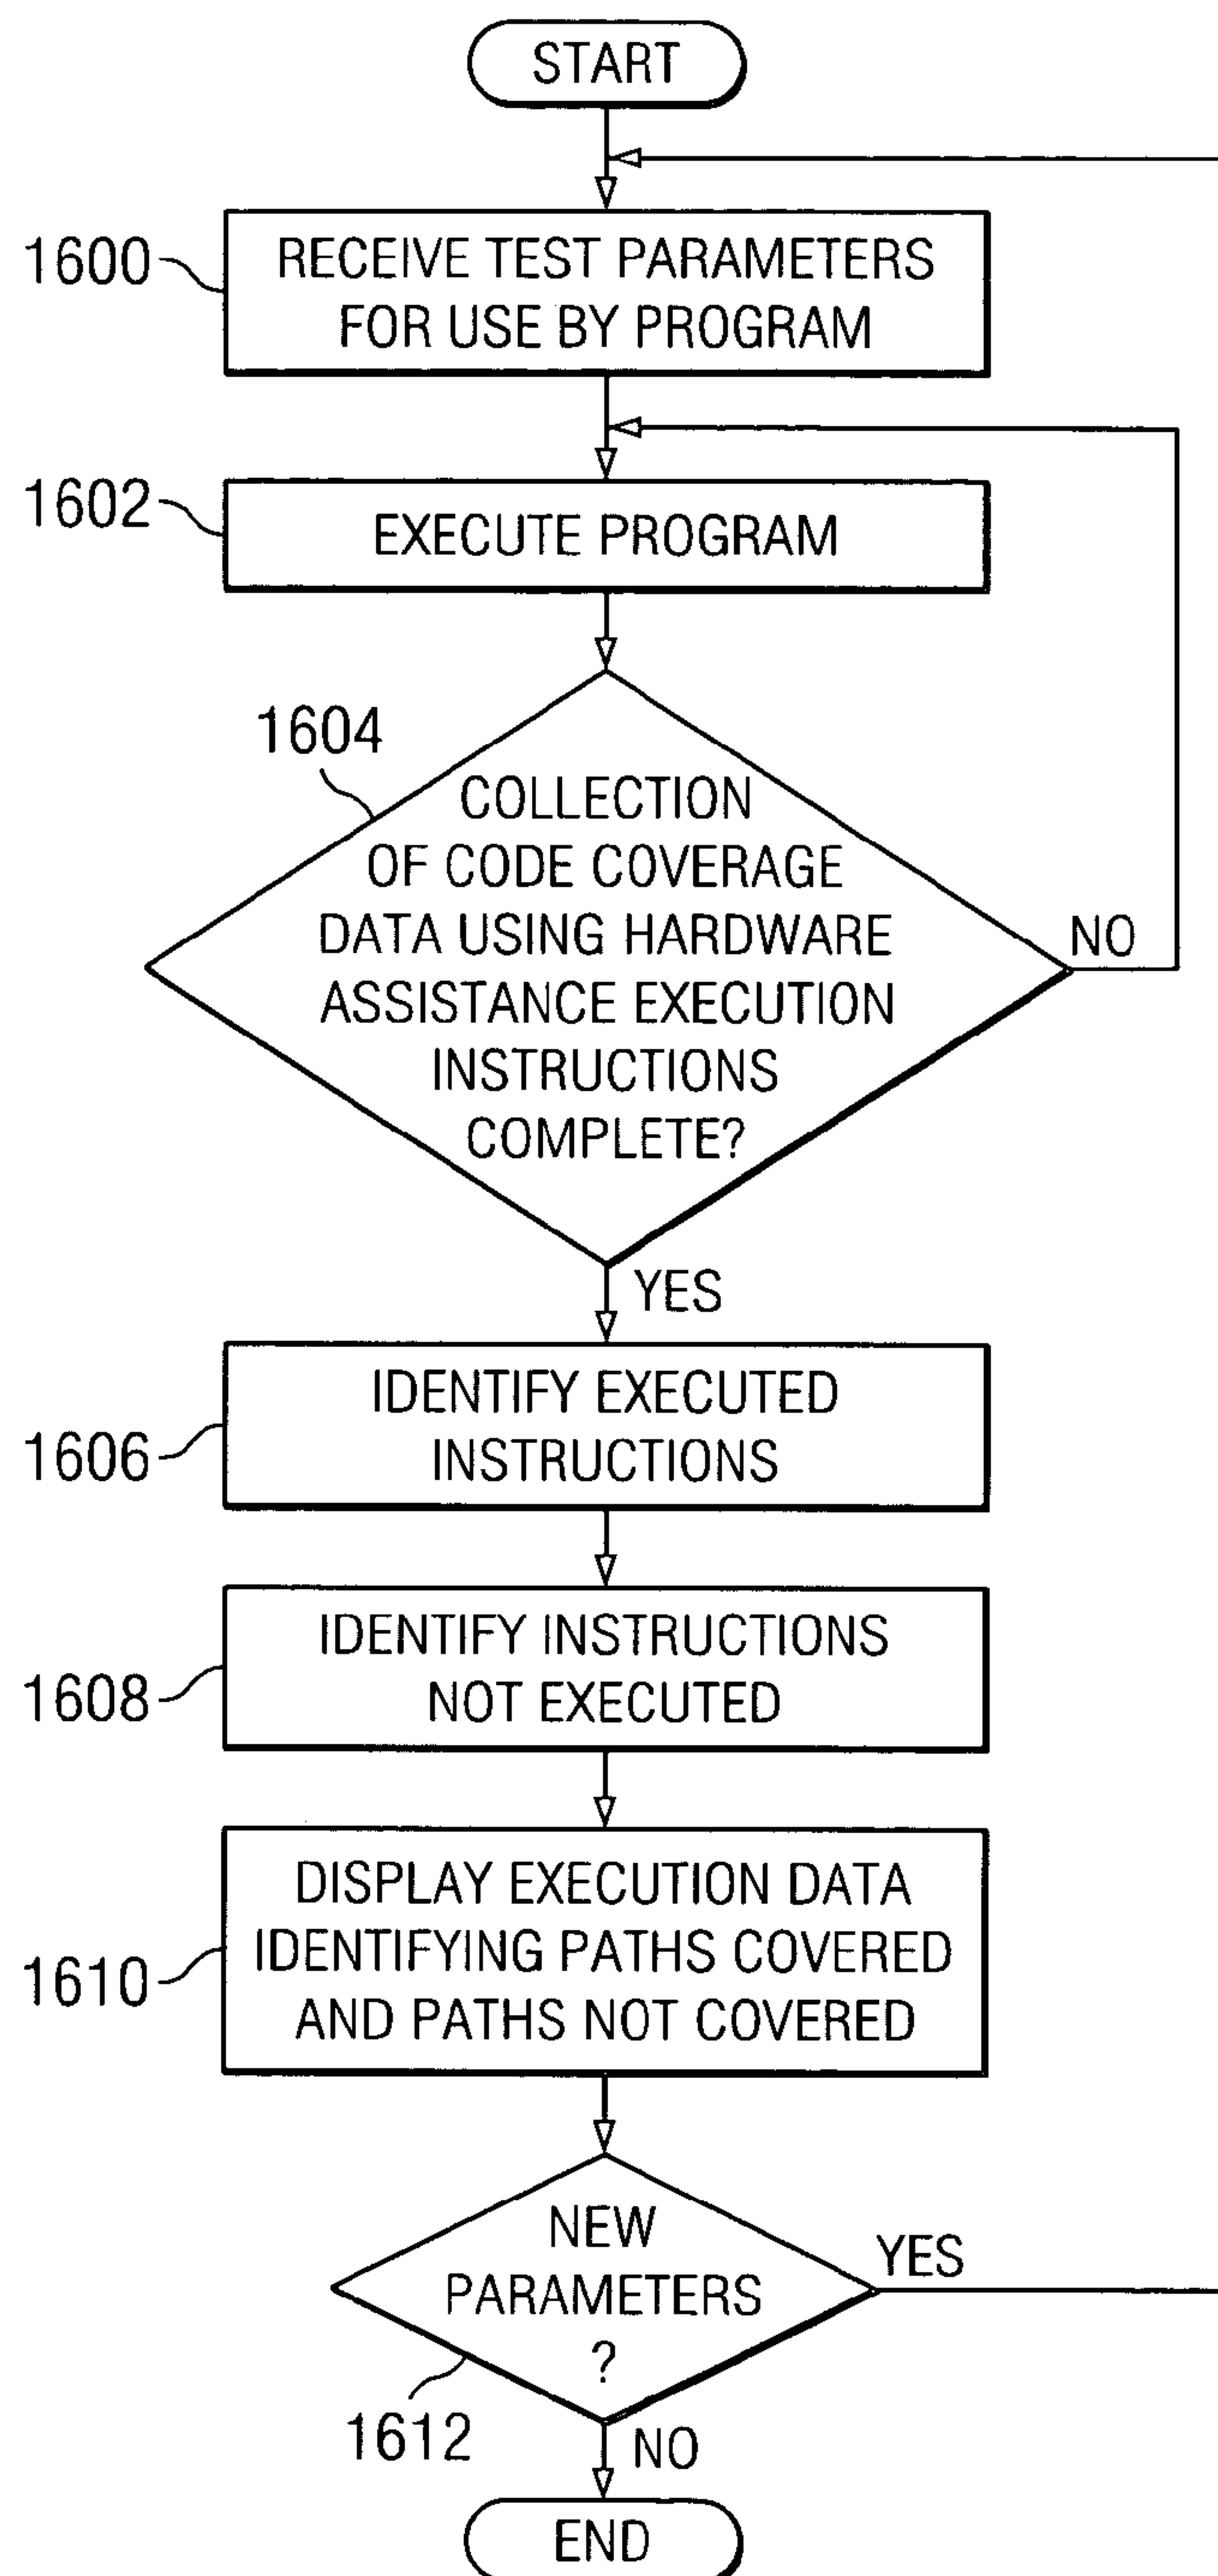 START
1600
RECEIVE TEST PARAMETERS
FOR USE BY PROGRAM
1602
EXECUTE PROGRAM
1604
COLLECTION
OF CODE COVERAGE
DATA USING HARDWARE
ASSISTANCE EXECUTION
INSTRUCTIONS
COMPLETE?
NO
YES
1606
IDENTIFY EXECUTED
INSTRUCTIONS
1608
IDENTIFY INSTRUCTIONS
NOT EXECUTED
1610
DISPLAY EXECUTION DATA
IDENTIFYING PATHS COVERED
AND PATHS NOT COVERED
NEW
PARAMETERS
?
YES
1612
NO
END